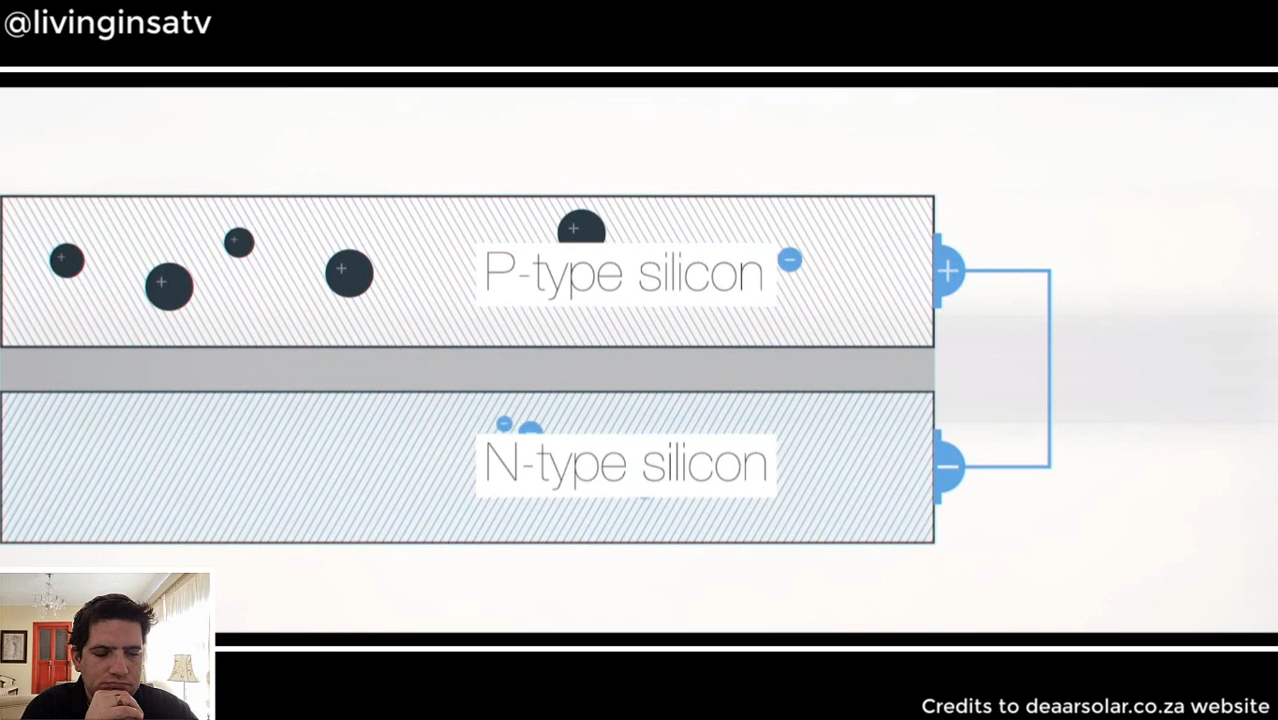 @livinginsatv
P-type silicon
N-type silicon
Credits to deaarsolar.co.za website